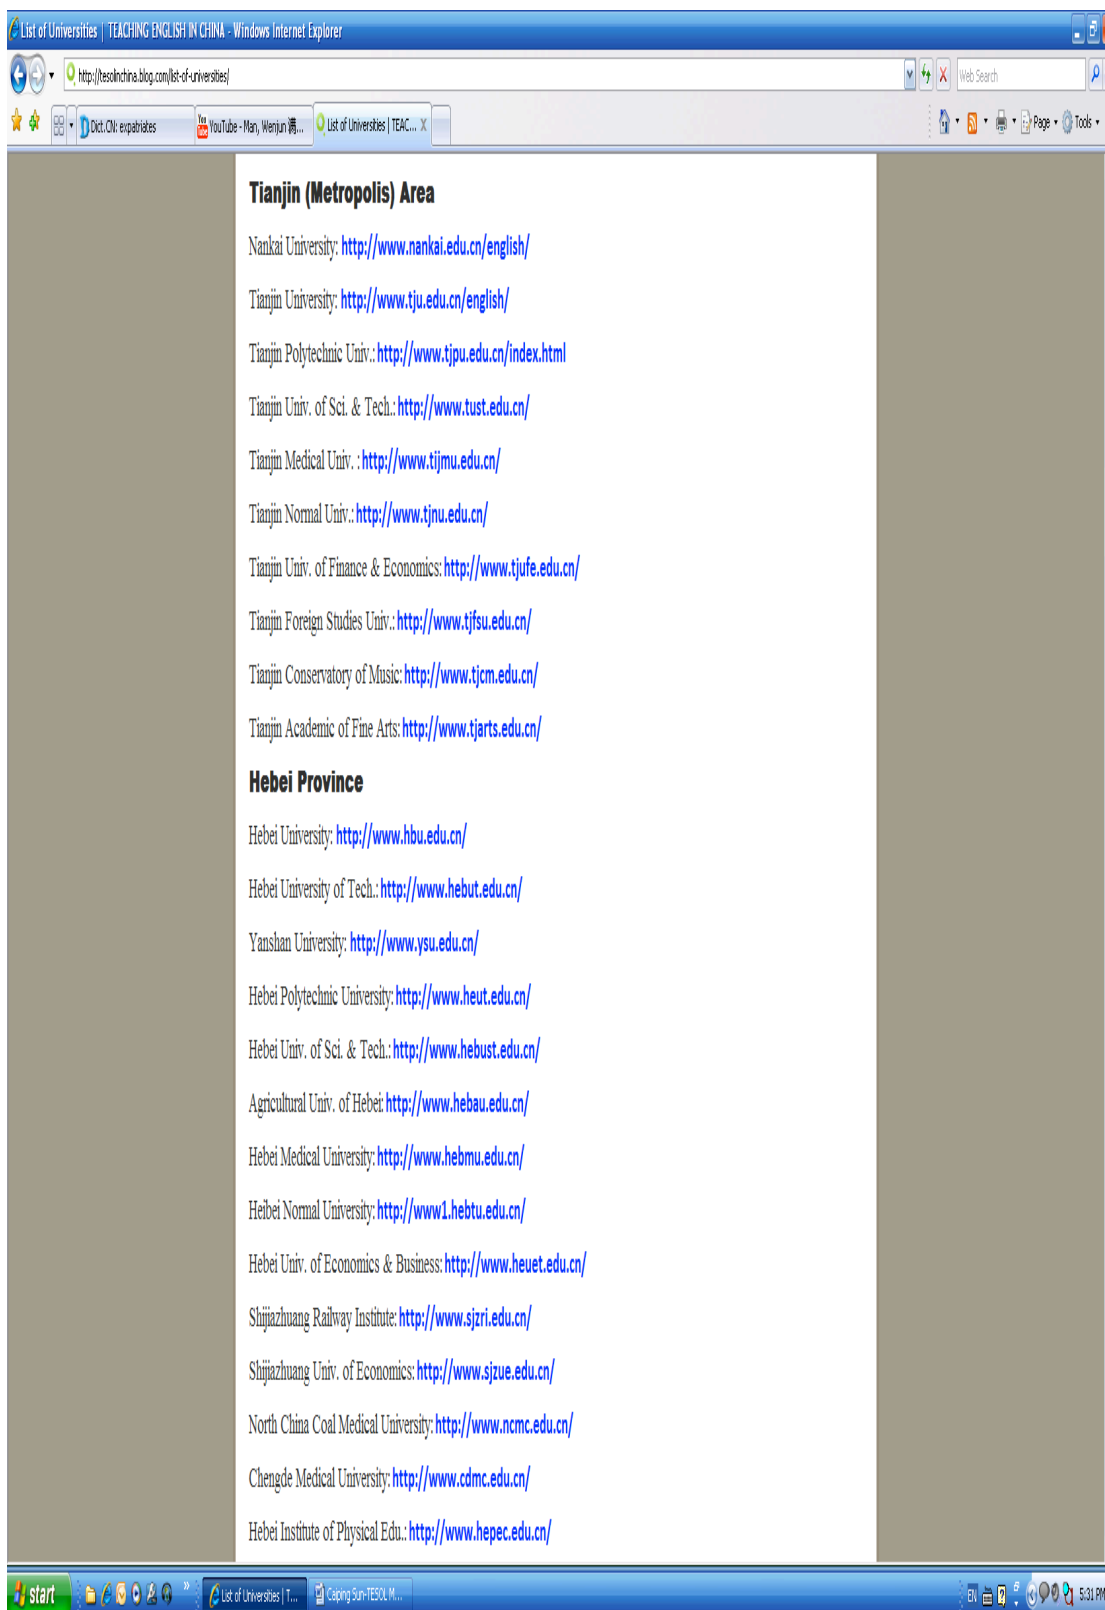 List of Universities | TEACHING ENGLISH IN CHINA - Windows Internet Explorer
http://tesolinchina.blog.com/list-of-universities/
Web Search
Dict.CN: expatriates
YouTube - Man, Wenjun 满...
List of Universities | TEAC... X
Page
Tools
Tianjin (Metropolis) Area
Nankai University: http://www.nankai.edu.cn/english/
Tianjin University: http://www.tju.edu.cn/english/
Tianjin Polytechnic Univ.: http://www.tjpu.edu.cn/index.html
Tianjin Univ. of Sci. & Tech.: http://www.tust.edu.cn/
Tianjin Medical Univ. : http://www.tijmu.edu.cn/
Tianjin Normal Univ.: http://www.tjnu.edu.cn/
Tianjin Univ. of Finance & Economics: http://www.tjufe.edu.cn/
Tianjin Foreign Studies Univ.: http://www.tjfsu.edu.cn/
Tianjin Conservatory of Music: http://www.tjcm.edu.cn/
Tianjin Academic of Fine Arts: http://www.tjarts.edu.cn/
Hebei Province
Hebei University: http://www.hbu.edu.cn/
Hebei University of Tech.: http://www.hebut.edu.cn/
Yanshan University: http://www.ysu.edu.cn/
Hebei Polytechnic University: http://www.heut.edu.cn/
Hebei Univ. of Sci. & Tech.: http://www.hebust.edu.cn/
Agricultural Univ. of Hebei: http://www.hebau.edu.cn/
Hebei Medical University: http://www.hebmu.edu.cn/
Heibei Normal University: http://www1.hebtu.edu.cn/
Hebei Univ. of Economics & Business: http://www.heuet.edu.cn/
Shijiazhuang Railway Institute: http://www.sjzri.edu.cn/
Shijiazhuang Univ. of Economics: http://www.sjzue.edu.cn/
North China Coal Medical University: http://www.ncmc.edu.cn/
Chengde Medical University: http://www.cdmc.edu.cn/
Hebei Institute of Physical Edu.: http://www.hepec.edu.cn/
start
List of Universities | T...
Caiping Sun-TESOL M...
EN
5:31 PM